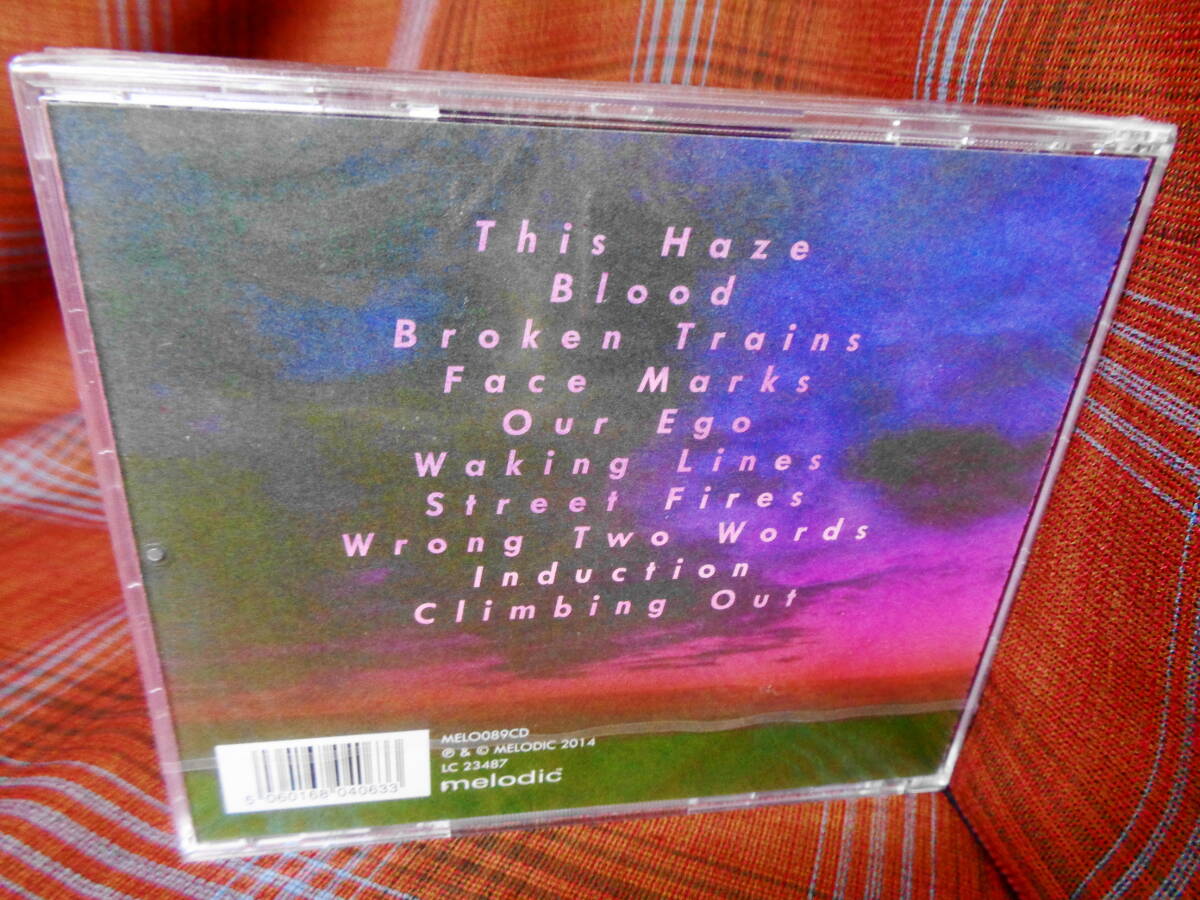 This Haze
Blood
Broken Trains
Face Marks
Our Ego
Waking Lines
Street Fires
Wrong Two Words
Induction
Climbing Out
MELO089CD
℗ & © MELODIC 2014
LC 23487
melodic™
5 060168 040633